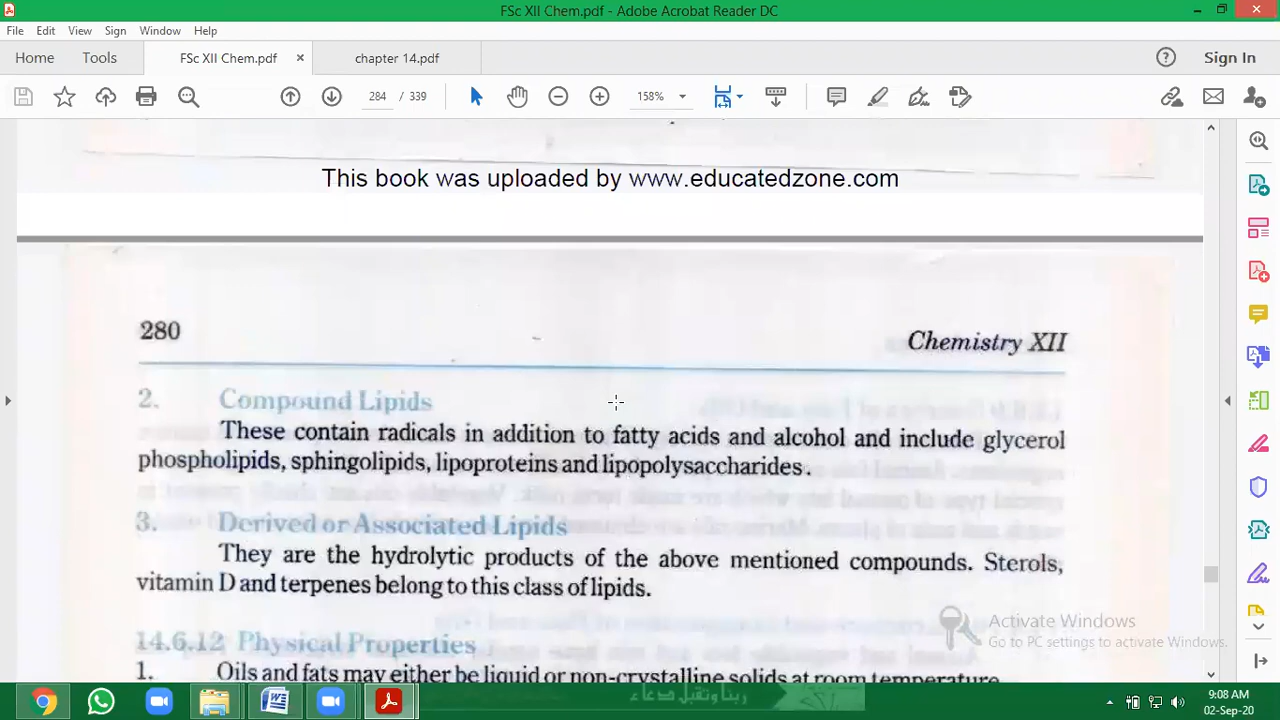 FSc XII Chem.pdf - Adobe Acrobat Reader DC
File Edit View Sign Window Help
Home Tools FSc XII Chem.pdf × chapter 14.pdf ? Sign In
284 / 339 158%
This book was uploaded by www.educatedzone.com
280 Chemistry XII
2. Compound Lipids
These contain radicals in addition to fatty acids and alcohol and include glycerol
phospholipids, sphingolipids, lipoproteins and lipopolysaccharides.
3. Derived or Associated Lipids
They are the hydrolytic products of the above mentioned compounds. Sterols,
vitamin D and terpenes belong to this class of lipids.
14.6.12 Physical Properties
1. Oils and fats may either be liquid or non-crystalline solids at room temperature.
Activate Windows
Go to PC settings to activate Windows.
ربنا وتقبل دعاء
9:08 AM
02-Sep-20